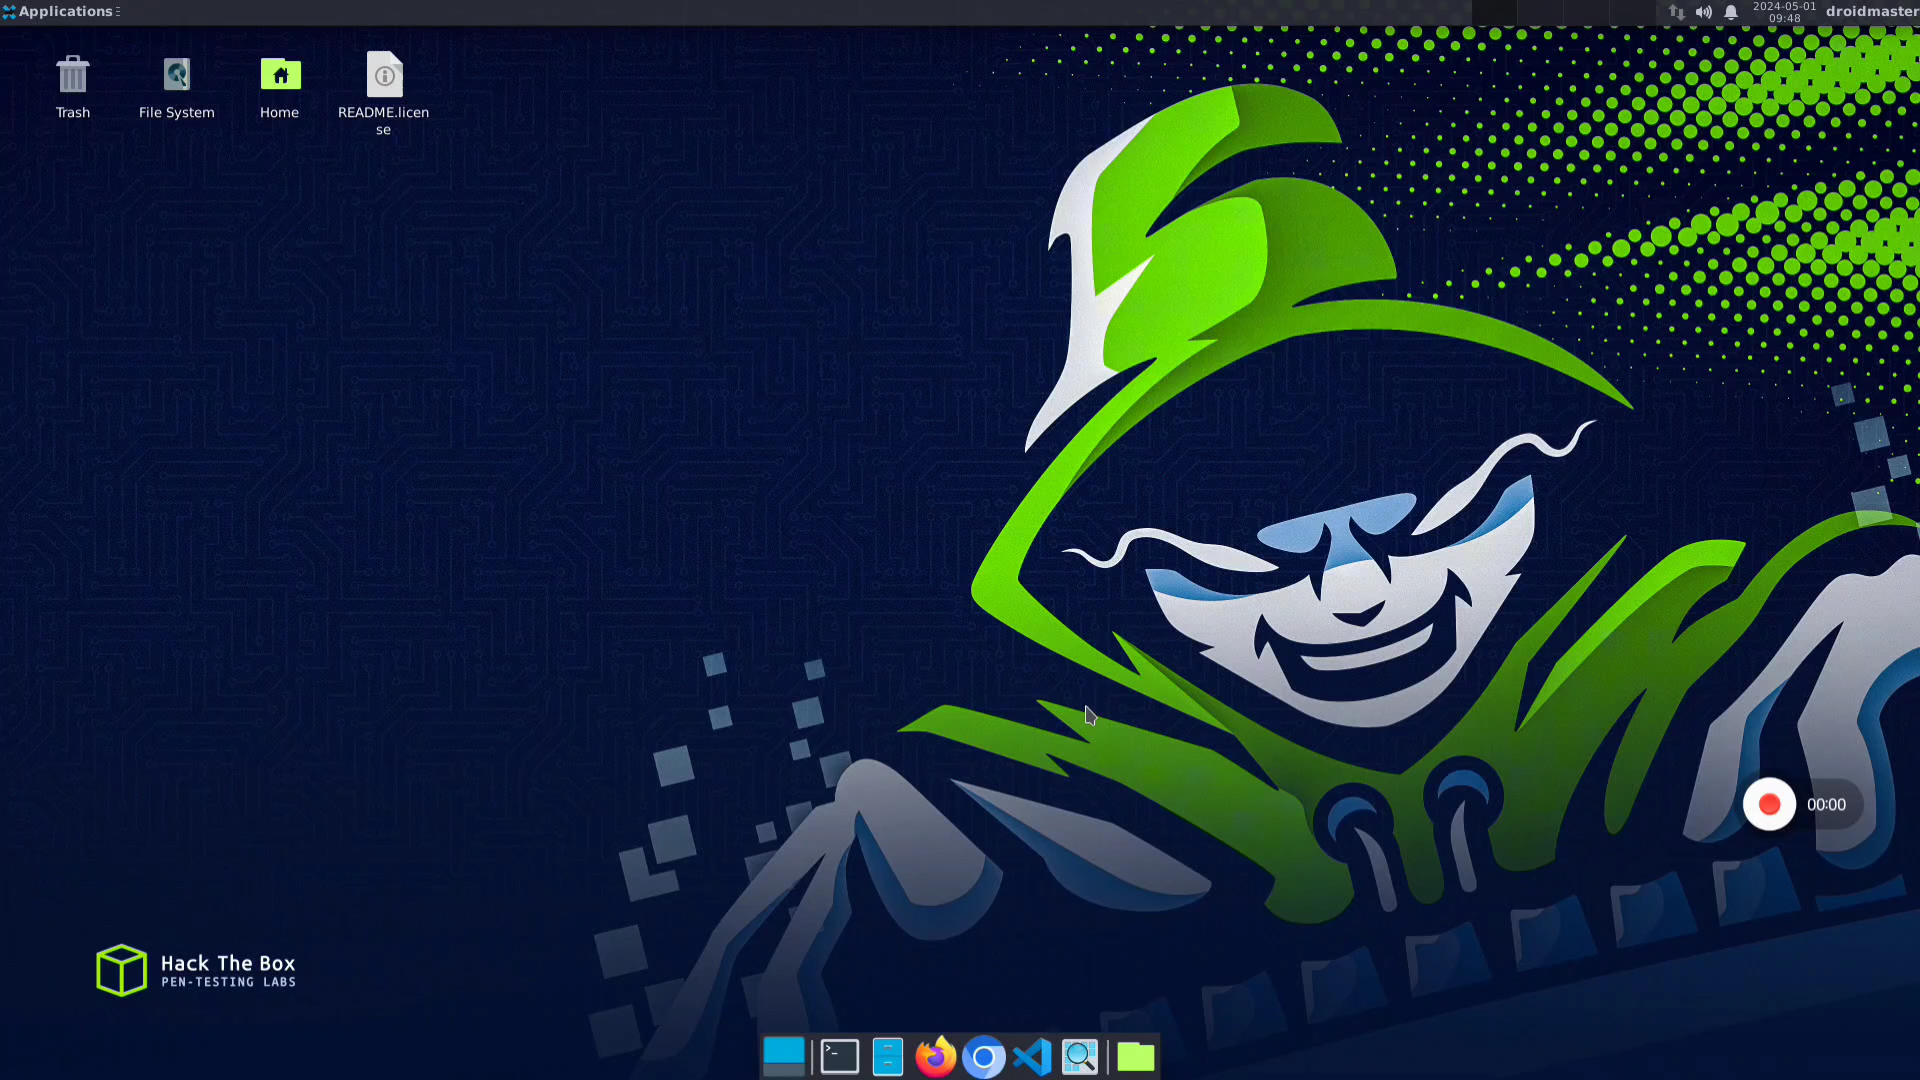 Applications
2024-05-01
09:48
droidmaster
Trash
File System
Home
README.licen
se
00:00
Hack The Box
PEN-TESTING LABS